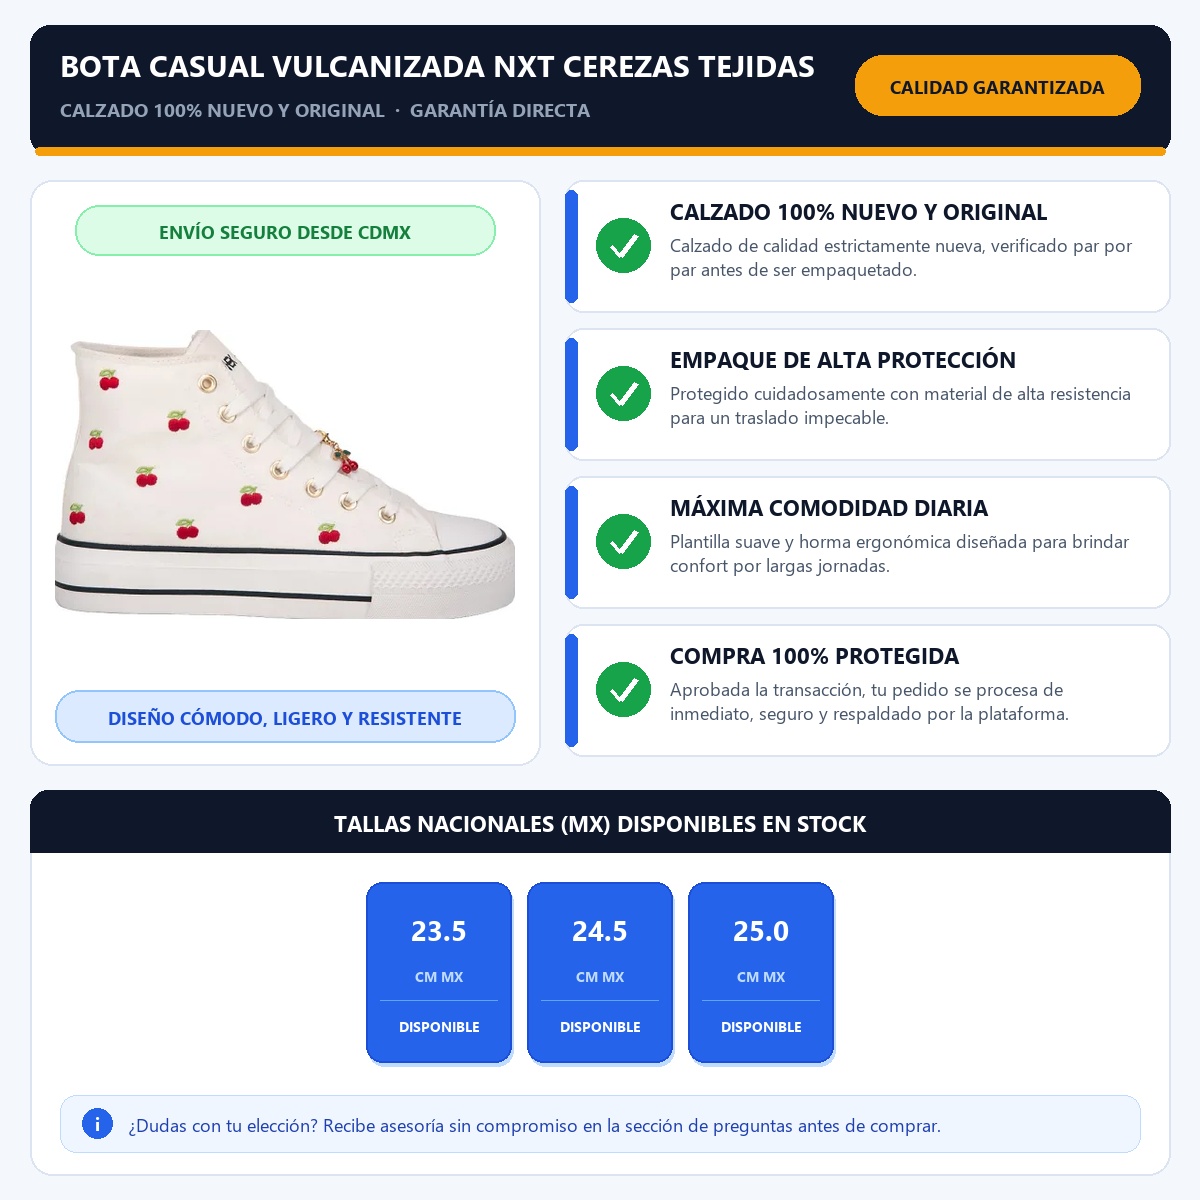 BOTA CASUAL VULCANIZADA NXT CEREZAS TEJIDAS
CALZADO 100% NUEVO Y ORIGINAL · GARANTÍA DIRECTA
CALIDAD GARANTIZADA
ENVÍO SEGURO DESDE CDMX
DISEÑO CÓMODO, LIGERO Y RESISTENTE
CALZADO 100% NUEVO Y ORIGINAL
Calzado de calidad estrictamente nueva, verificado par por
par antes de ser empaquetado.
EMPAQUE DE ALTA PROTECCIÓN
Protegido cuidadosamente con material de alta resistencia
para un traslado impecable.
MÁXIMA COMODIDAD DIARIA
Plantilla suave y horma ergonómica diseñada para brindar
confort por largas jornadas.
COMPRA 100% PROTEGIDA
Aprobada la transacción, tu pedido se procesa de
inmediato, seguro y respaldado por la plataforma.
TALLAS NACIONALES (MX) DISPONIBLES EN STOCK
23.5
CM MX
DISPONIBLE
24.5
CM MX
DISPONIBLE
25.0
CM MX
DISPONIBLE
¿Dudas con tu elección? Recibe asesoría sin compromiso en la sección de preguntas antes de comprar.